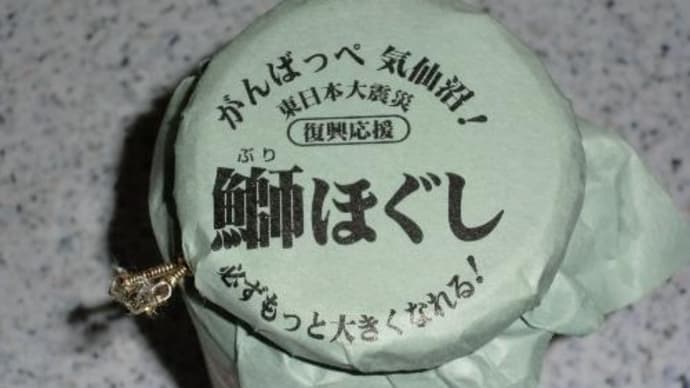 がんばっぺ 気仙沼！
東日本大震災
復興応援
ぶり
鰤ほぐし
必ずもっと大きくなれる！